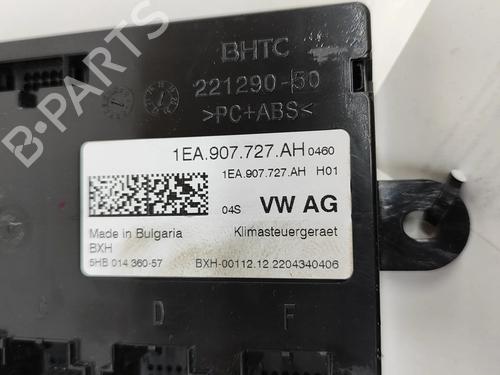 B-PARTS
BHTC
221290-50
>PC+ABS<
1EA.907.727.AH 0460
1EA.907.727.AH H01
04S VW AG
Made in Bulgaria Klimasteuergeraet
BXH
5HB 014 360-57 BXH-00112.12 2204340406
D F